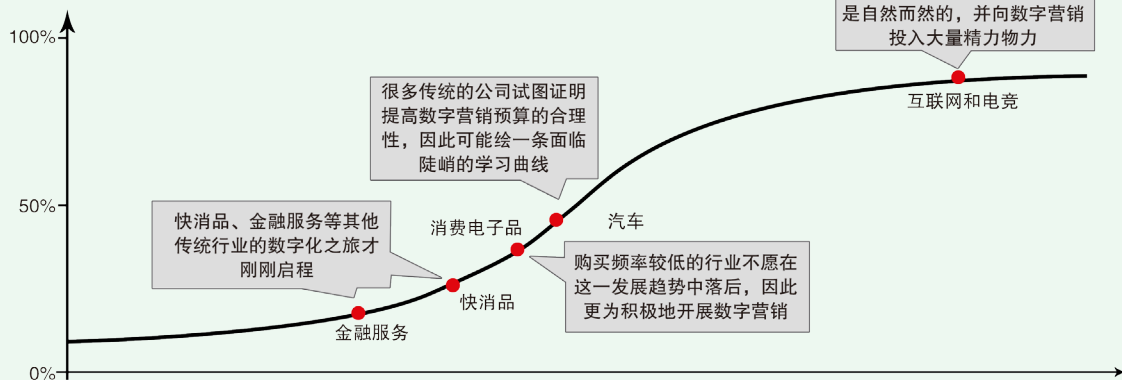 是自然而然的，并向数字营销
投入大量精力物力
100%
互联网和电竞
很多传统的公司试图证明
提高数字营销预算的合理
性，因此可能绘一条面临
陡峭的学习曲线
50%
快消品、金融服务等其他
传统行业的数字化之旅才
刚刚启程
消费电子品
汽车
购买频率较低的行业不愿在
这一发展趋势中落后，因此
更为积极地开展数字营销
快消品
金融服务
0%